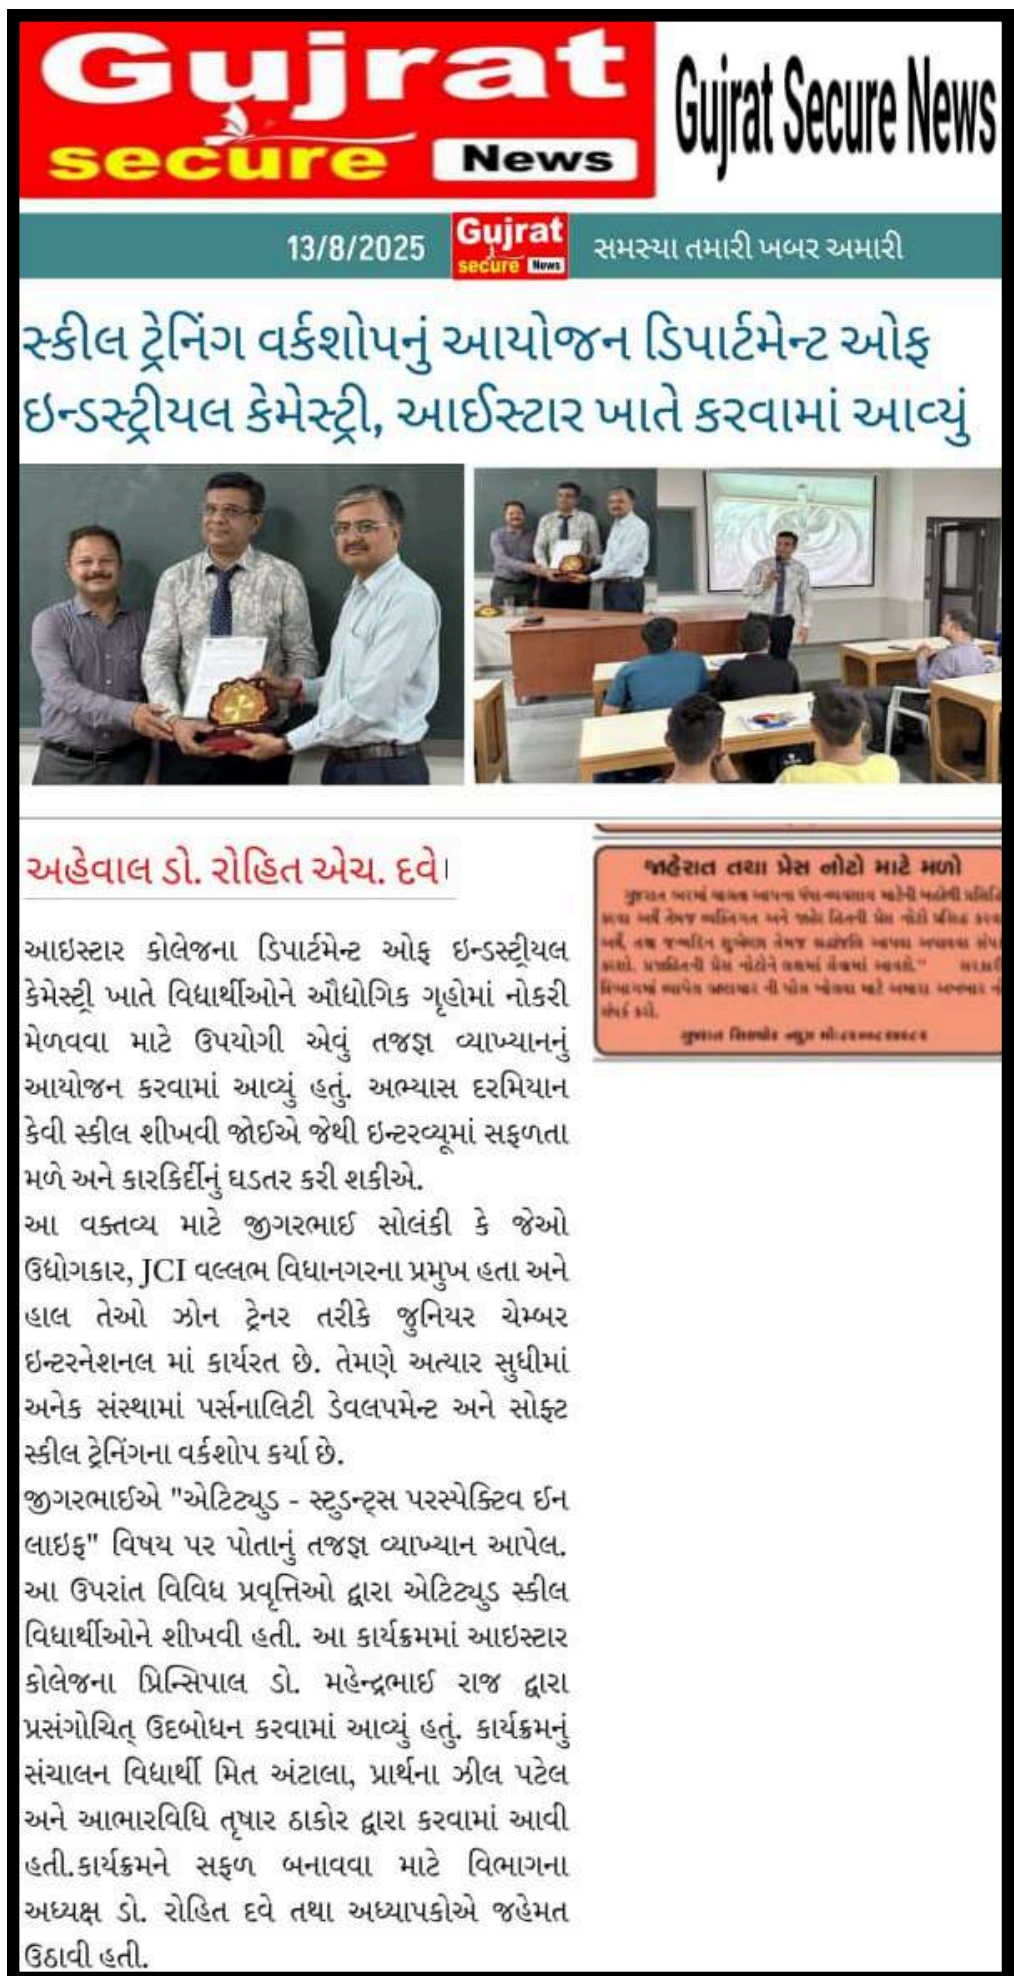 Gujrat
secure News
Gujrat Secure News
13/8/2025
Gujrat
secure News
સમસ્યા તમારી ખબર અમારી
સ્કીલ ટ્રેનિંગ વર્કશોપનું આયોજન ડિપાર્ટમેન્ટ ઓફ
ઇન્ડસ્ટ્રીયલ કેમેસ્ટ્રી, આઈસ્ટાર ખાતે કરવામાં આવ્યું
અહેવાલ ડો. રોહિત એચ. દવે।
આઇસ્ટાર કોલેજના ડિપાર્ટમેન્ટ ઓફ ઇન્ડસ્ટ્રીયલ
કેમેસ્ટ્રી ખાતે વિદ્યાર્થીઓને ઔધોગિક ગૃહોમાં નોકરી
મેળવવા માટે ઉપયોગી એવું તજજ્ઞ વ્યાખ્યાનનું
આયોજન કરવામાં આવ્યું હતું. અભ્યાસ દરમિયાન
કેવી સ્કીલ શીખવી જોઈએ જેથી ઇન્ટરવ્યૂમાં સફળતા
મળે અને કારકિર્દીનું ઘડતર કરી શકીએ.
આ વક્તવ્ય માટે જીગરભાઈ સોલંકી કે જેઓ
ઉદ્યોગકાર, JCI વલ્લભ વિધાનગરના પ્રમુખ હતા અને
હાલ તેઓ ઝોન ટ્રેનર તરીકે જુનિયર ચેમ્બર
ઇન્ટરનેશનલ માં કાર્યરત છે. તેમણે અત્યાર સુધીમાં
અનેક સંસ્થામાં પર્સનાલિટી ડેવલપમેન્ટ અને સોફ્ટ
સ્કીલ ટ્રેનિંગના વર્કશોપ કર્યા છે.
જીગરભાઈએ "એટિટ્યુડ - સ્ટુડન્ટ્સ પરસ્પેક્ટિવ ઈન
લાઇફ" વિષય પર પોતાનું તજજ્ઞ વ્યાખ્યાન આપેલ.
આ ઉપરાંત વિવિધ પ્રવૃત્તિઓ દ્વારા એટિટ્યુડ સ્કીલ
વિધાર્થીઓને શીખવી હતી. આ કાર્યક્રમમાં આઇસ્ટાર
કોલેજના પ્રિન્સિપાલ ડો. મહેન્દ્રભાઈ રાજ દ્વારા
પ્રસંગોચિત્ ઉદબોધન કરવામાં આવ્યું હતું. કાર્યક્રમનું
સંચાલન વિદ્યાર્થી મિત અંટાલા, પ્રાર્થના ઝીલ પટેલ
અને આભારવિધિ તૃષાર ઠાકોર દ્વારા કરવામાં આવી
હતી.કાર્યક્રમને સફળ બનાવવા માટે વિભાગના
અધ્યક્ષ ડો. રોહિત દવે તથા અધ્યાપકોએ જહેમત
ઉઠાવી હતી.
જાહેરાત તથા પ્રેસ નોટો માટે મળો